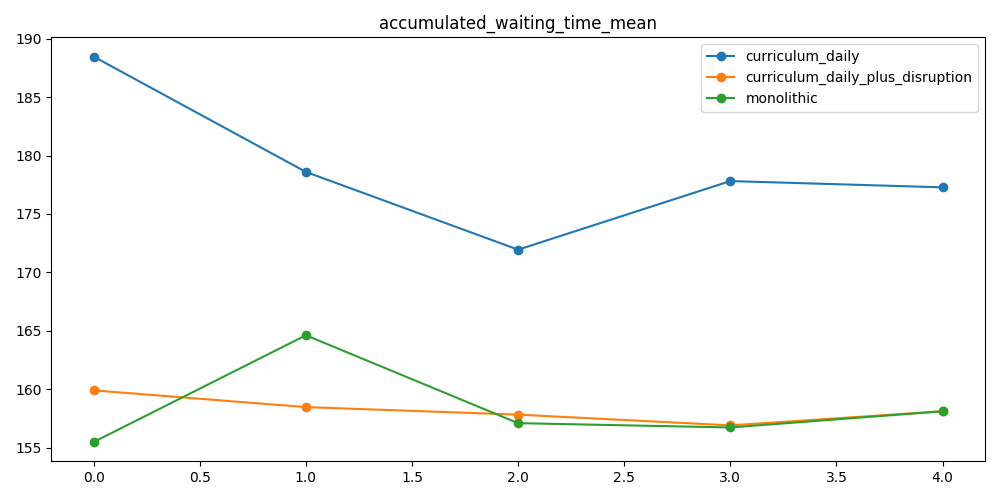 accumulated_waiting_time_mean
curriculum_daily
curriculum_daily_plus_disruption
monolithic
190
185
180
175
170
165
160
155
0.0 0.5 1.0 1.5 2.0 2.5 3.0 3.5 4.0